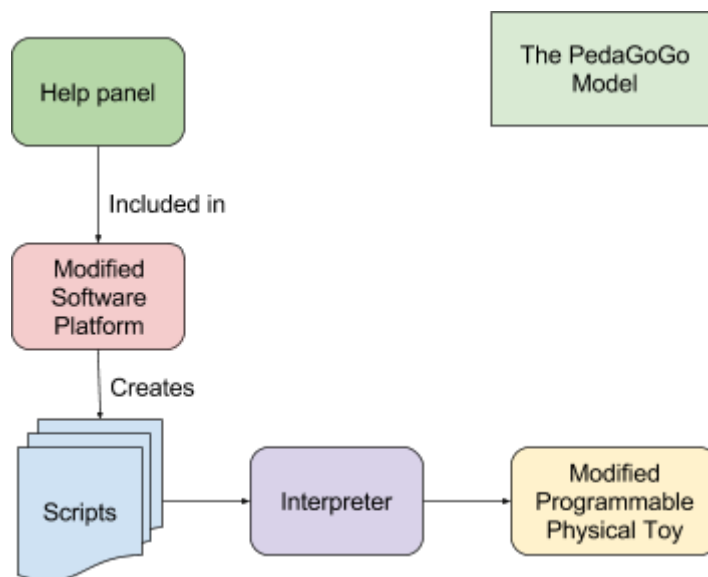 Help panel
The PedaGoGo
Model
Included in
Modified
Software
Platform
Creates
Scripts
Interpreter
Modified
Programmable
Physical Toy